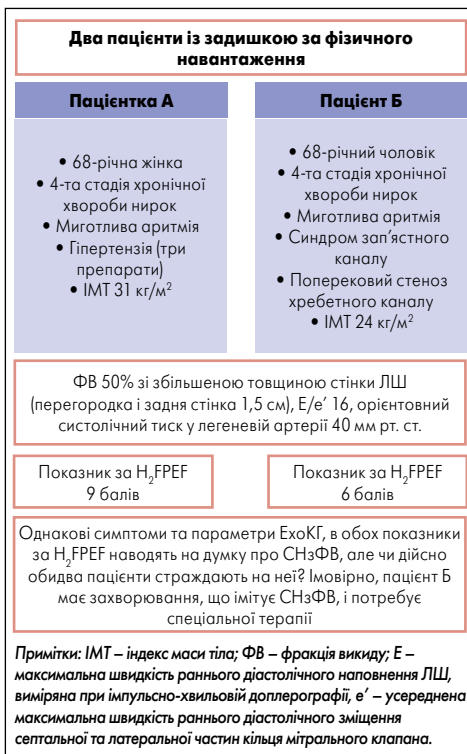 Два пацієнти із задишкою за фізичного
навантаження
Пацієнтка А
• 68-річна жінка
• 4-та стадія хронічної
хвороби нирок
• Миготлива аритмія
• Гіпертензія (три
препарати)
• ІМТ 31 кг/м²
Пацієнт Б
• 68-річний чоловік
• 4-та стадія хронічної
хвороби нирок
• Миготлива аритмія
• Синдром зап’ястного
каналу
• Поперековий стеноз
хребетного каналу
• ІМТ 24 кг/м²
ФВ 50% зі збільшеною товщиною стінки ЛШ
(перегородка і задня стінка 1,5 см), E/e’ 16, орієнтовний
систолічний тиск у легеневій артерії 40 мм рт. ст.
Показник за H₂FPEF
9 балів
Показник за H₂FPEF
6 балів
Однакові симптоми та параметри ЕхоКГ, в обох показники
за H₂FPEF наводять на думку про СНзФВ, але чи дійсно
обидва пацієнти страждають на неї? Імовірно, пацієнт Б
має захворювання, що імітує СНзФВ, і потребує
спеціальної терапії
Примітки: ІМТ – індекс маси тіла; ФВ – фракція викиду; Е –
максимальна швидкість раннього діастолічного наповнення ЛШ,
виміряна при імпульсно-хвильовій доплерографії, e’ – усереднена
максимальна швидкість раннього діастолічного зміщення
септальної та латеральної частин кільця мітрального клапана.